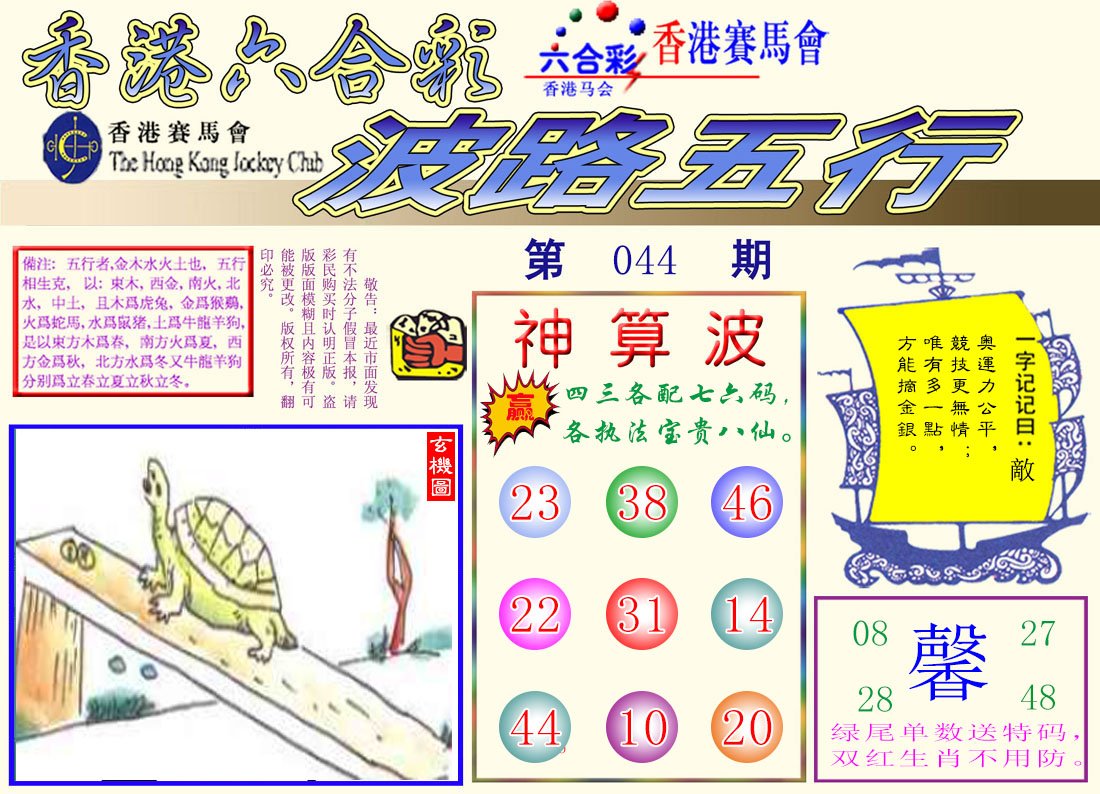 香港六合彩
六合彩
香港马会
香港賽馬會
香港賽馬會
The Hong Kang Jockey Club
波路五行
備注：五行者,金木水火土也，五行
相生克，以：東木,西金,南火,北
水，中土，且木爲虎兔，金爲猴鷄,
火爲蛇馬,水爲鼠猪,土爲牛龍羊狗,
是以東方木爲春，南方火爲夏，西
方金爲秋，北方水爲冬又牛龍羊狗
分别爲立春立夏立秋立冬。
敬告：最近市面发现
有不法分子假冒本报，请
彩民购买时认明正版。盗
版版面模糊且内容极有可
能被更改。版权所有，翻
印必究。
第 044 期
神算波
赢
四三各配七六码，
各执法宝贵八仙。
23 38 46
22 31 14
44 10 20
一字记记曰：敵
奥運力公平，
競技更無情；
唯有多一點，
方能摘金銀。
玄機圖
08 27
馨
28 48
绿尾单数送特码，
双红生肖不用防。